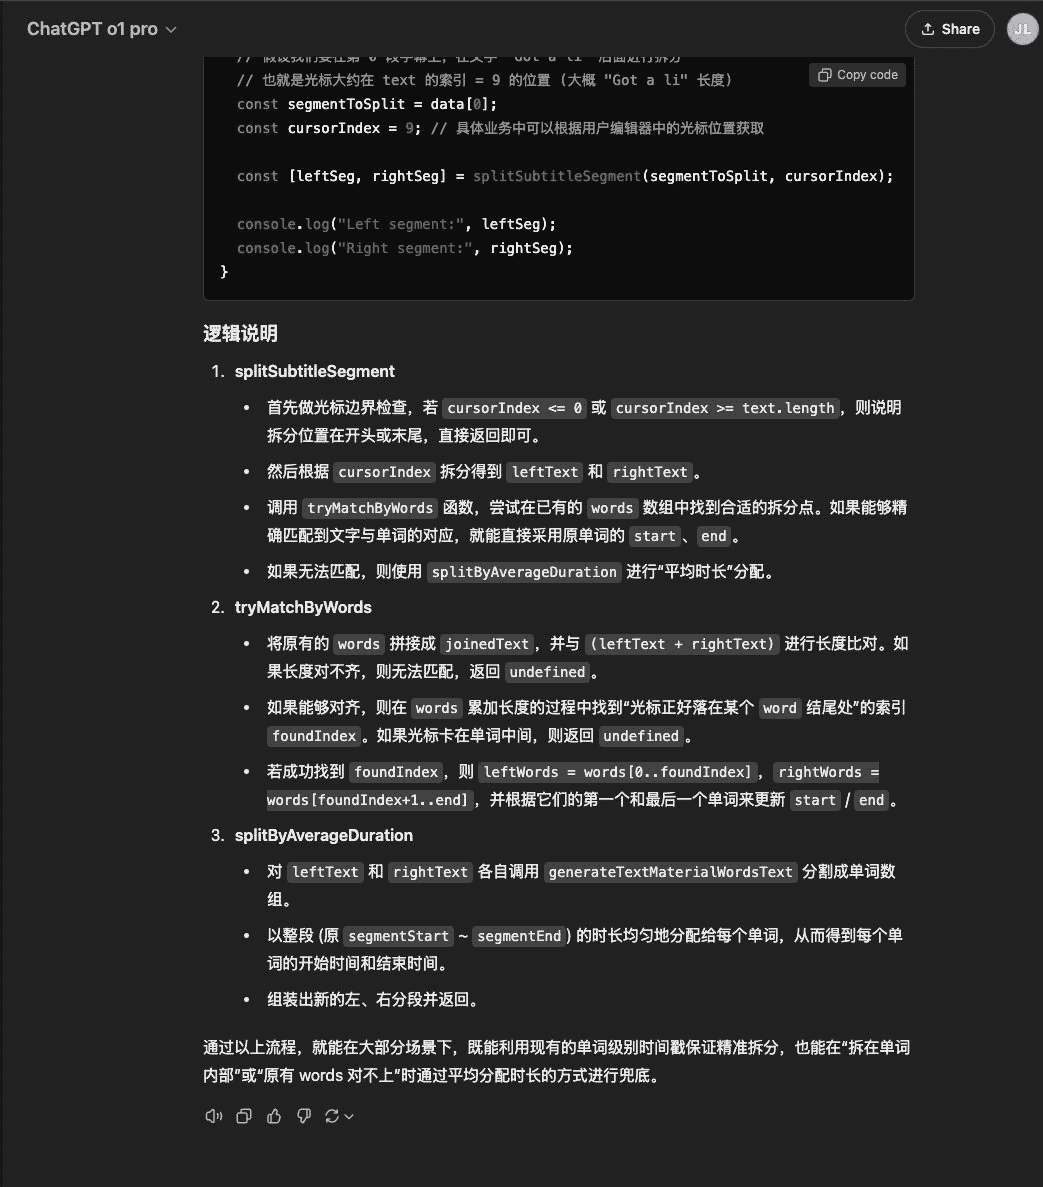 ChatGPT o1 pro
Share
JL
// 假设我们要在第 0 段字幕上，在文字 "Got a li" 后面进行拆分
// 也就是光标大约在 text 的索引 = 9 的位置 (大概 "Got a li" 长度)
Copy code
const segmentToSplit = data[0];
const cursorIndex = 9; // 具体业务中可以根据用户编辑器中的光标位置获取
const [leftSeg, rightSeg] = splitSubtitleSegment(segmentToSplit, cursorIndex);
console.log("Left segment:", leftSeg);
console.log("Right segment:", rightSeg);
}
逻辑说明
1. splitSubtitleSegment
• 首先做光标边界检查，若 cursorIndex <= 0 或 cursorIndex >= text.length，则说明
拆分位置在开头或末尾，直接返回即可。
• 然后根据 cursorIndex 拆分得到 leftText 和 rightText。
• 调用 tryMatchByWords 函数，尝试在已有的 words 数组中找到合适的拆分点。如果能够精
确匹配到文字与单词的对应，就能直接采用原单词的 start、end。
• 如果无法匹配，则使用 splitByAverageDuration 进行“平均时长”分配。
2. tryMatchByWords
• 将原有的 words 拼接成 joinedText，并与 (leftText + rightText) 进行长度比对。如
果长度对不齐，则无法匹配，返回 undefined。
• 如果能够对齐，则在 words 累加长度的过程中找到“光标正好落在某个 word 结尾处”的索引
foundIndex。如果光标卡在单词中间，则返回 undefined。
• 若成功找到 foundIndex，则 leftWords = words[0..foundIndex]，rightWords =
words[foundIndex+1..end]，并根据它们的第一个和最后一个单词来更新 start / end。
3. splitByAverageDuration
• 对 leftText 和 rightText 各自调用 generateTextMaterialWordsText 分割成单词数
组。
• 以整段 (原 segmentStart ~ segmentEnd) 的时长均匀地分配给每个单词，从而得到每个单
词的开始时间和结束时间。
• 组装出新的左、右分段并返回。
通过以上流程，就能在大部分场景下，既能利用现有的单词级别时间戳保证精准拆分，也能在“拆在单词
内部”或“原有 words 对不上”时通过平均分配时长的方式进行兜底。